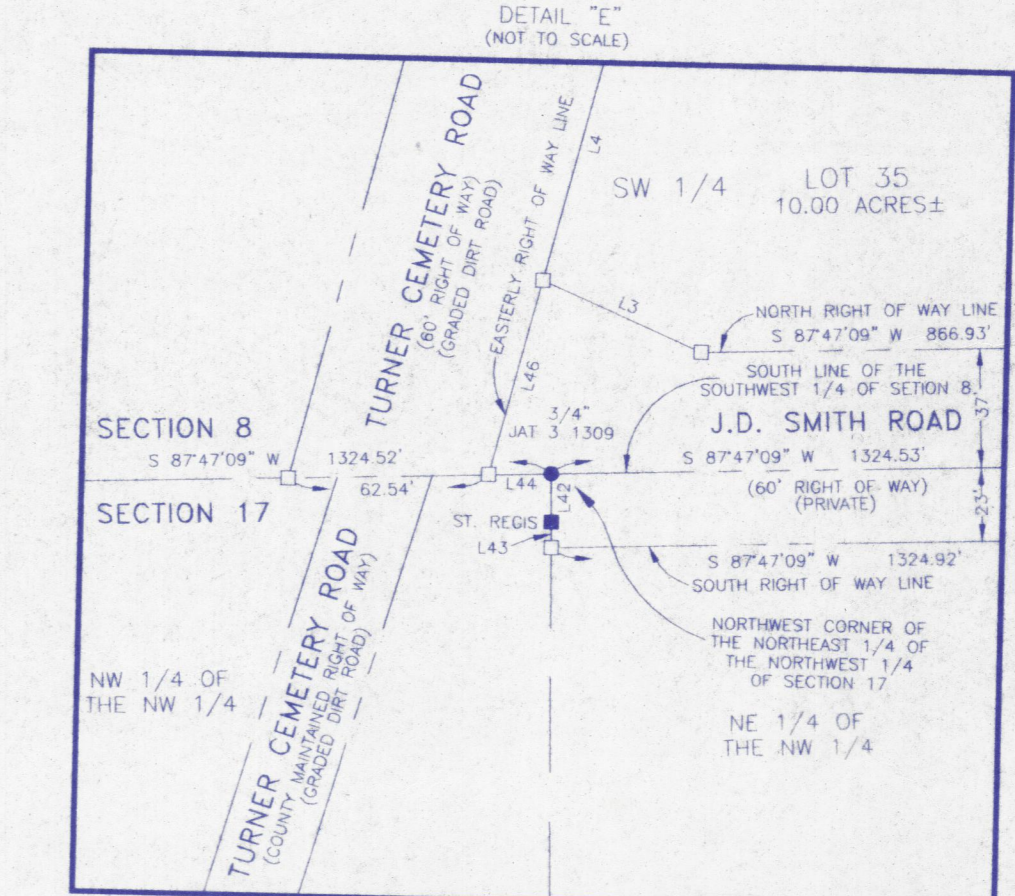 DETAIL "E"
(NOT TO SCALE)
TURNER CEMETERY ROAD
(60' RIGHT OF WAY)
(GRADED DIRT ROAD)
EASTERLY RIGHT OF WAY LINE
L4
SW 1/4
LOT 35
10.00 ACRES±
L3
L46
NORTH RIGHT OF WAY LINE
S 87°47'09" W 866.93'
SOUTH LINE OF THE
SOUTHWEST 1/4 OF SETION 8.
37'
3/4"
JAT 3 1309
J.D. SMITH ROAD
SECTION 8
S 87°47'09" W 1324.52'
S 87°47'09" W 1324.53'
62.54'
L44
L42
(60' RIGHT OF WAY)
(PRIVATE)
23'
SECTION 17
ST. REGIS
L43
S 87°47'09" W 1324.92'
SOUTH RIGHT OF WAY LINE
NORTHWEST CORNER OF
THE NORTHEAST 1/4 OF
THE NORTHWEST 1/4
OF SECTION 17
TURNER CEMETERY ROAD
(COUNTY MAINTAINED RIGHT OF WAY)
(GRADED DIRT ROAD)
NW 1/4 OF
THE NW 1/4
NE 1/4 OF
THE NW 1/4